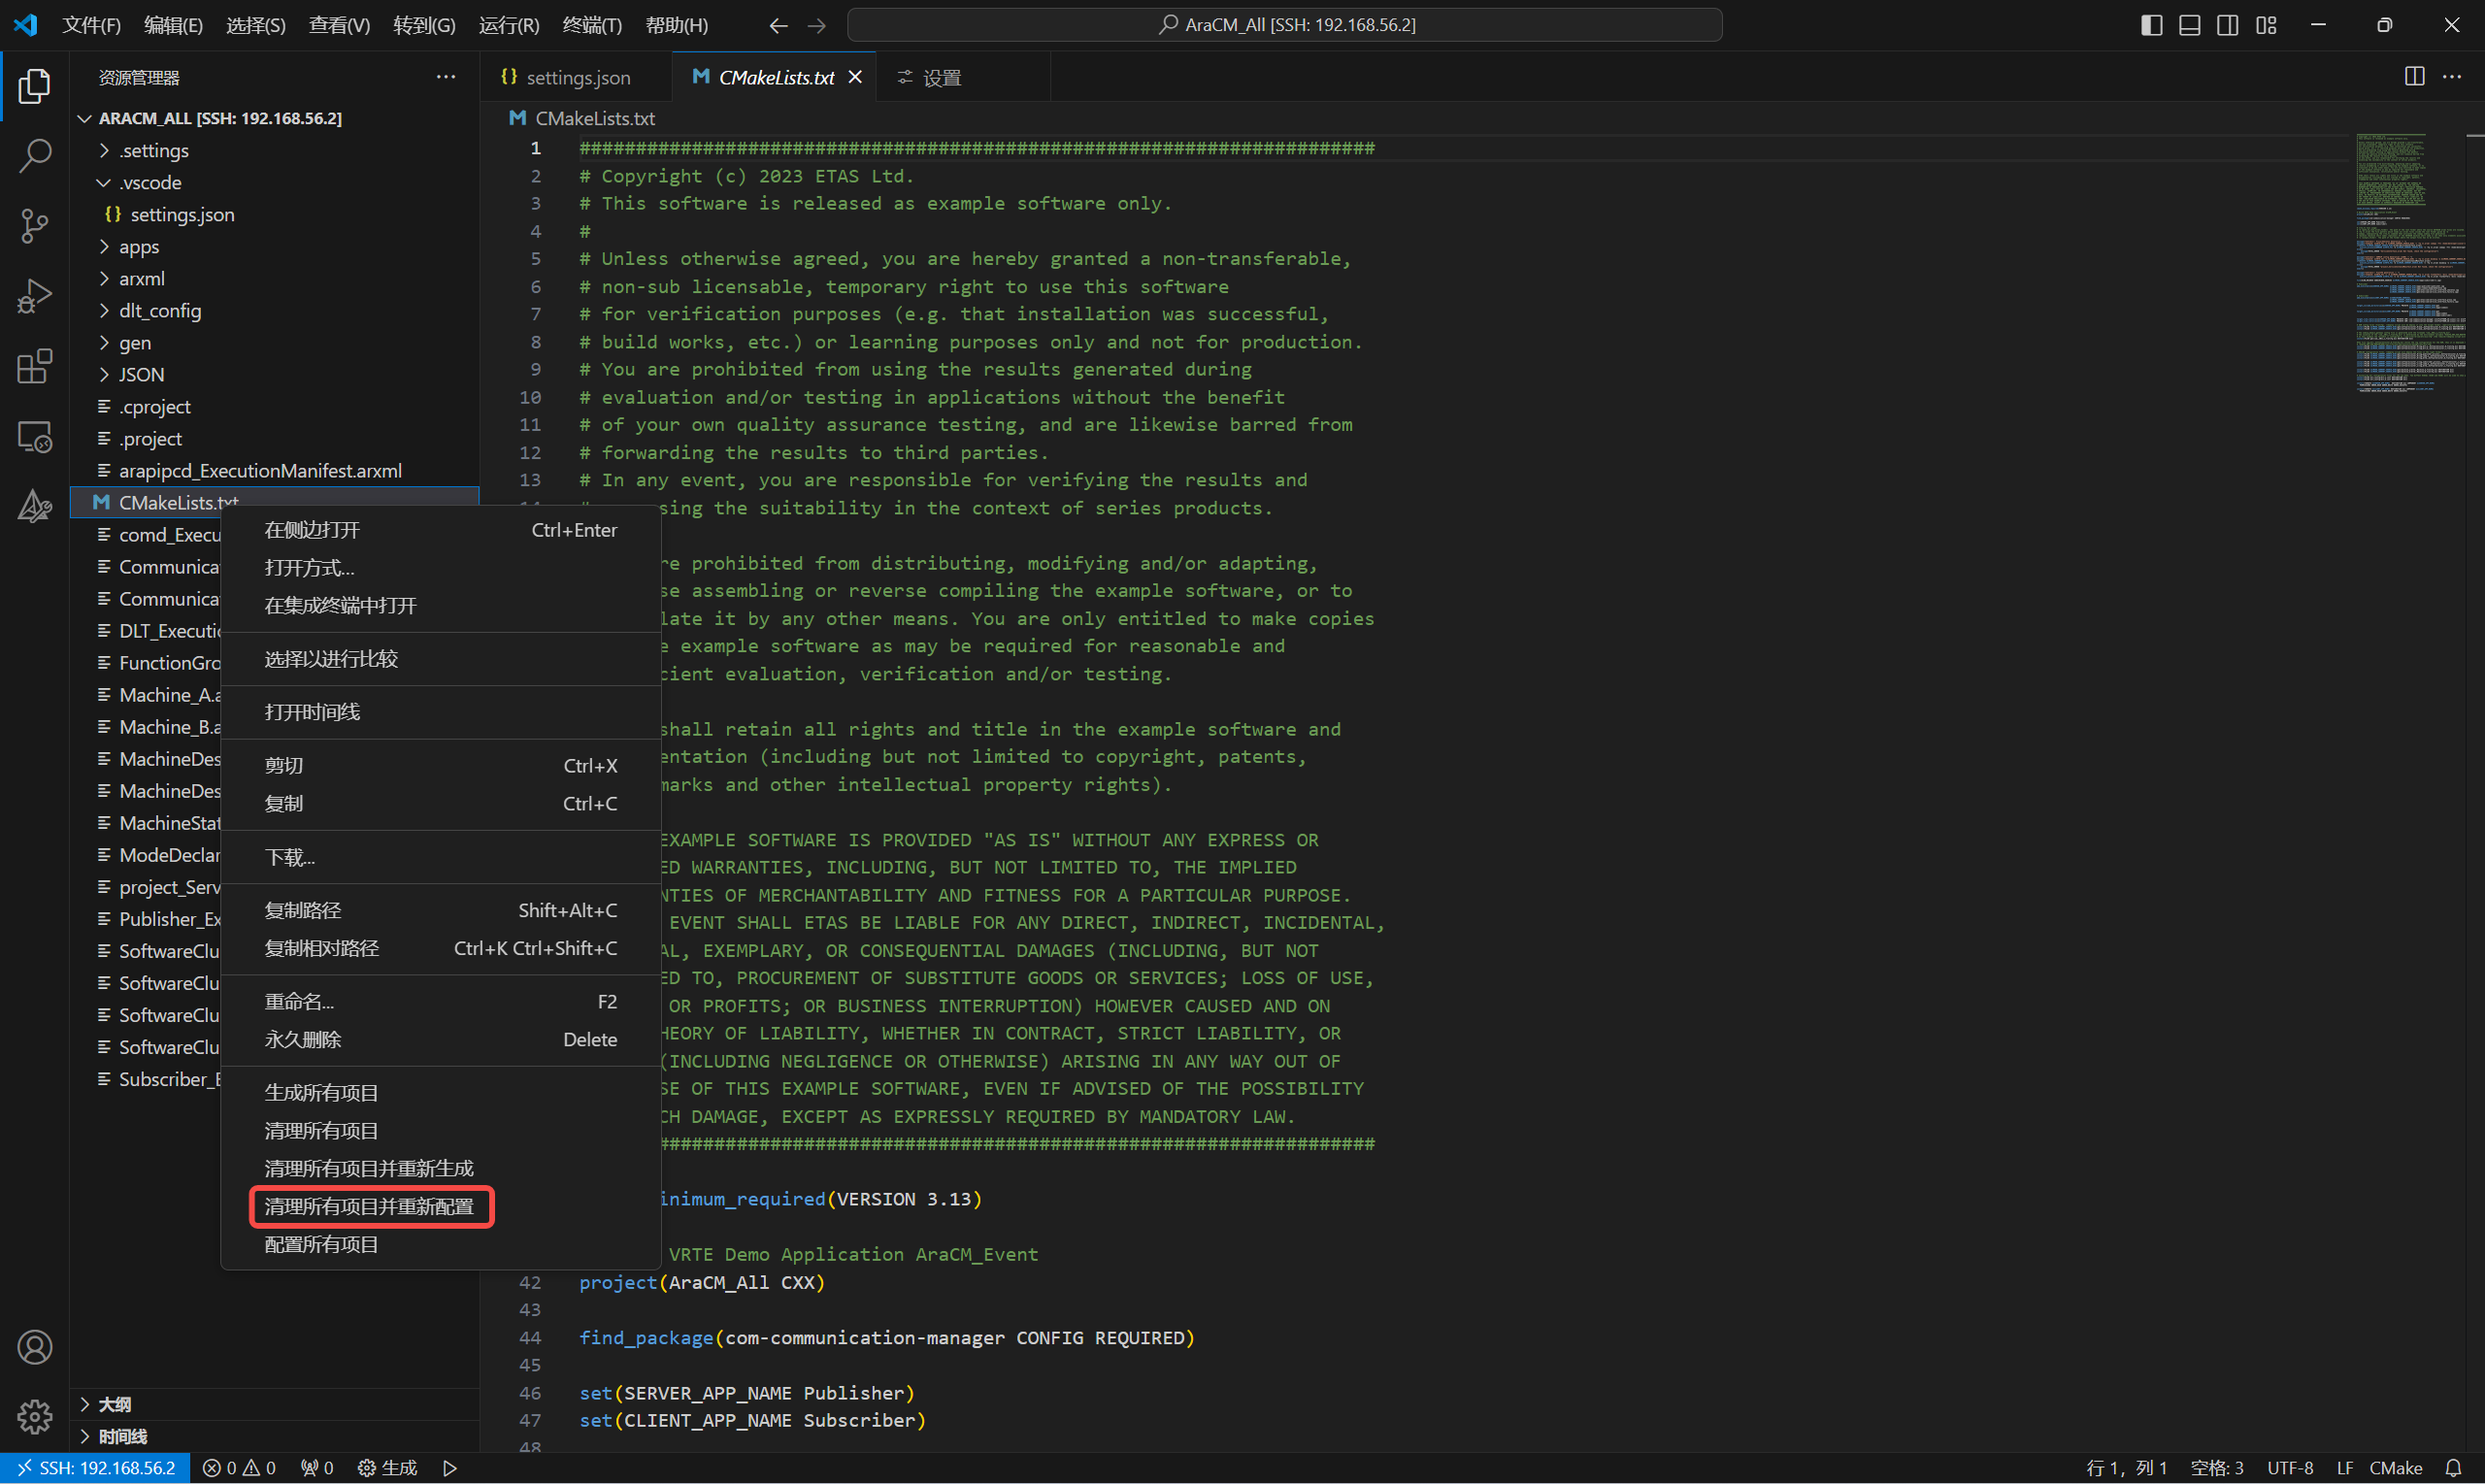 文件(F) 编辑(E) 选择(S) 查看(V) 转到(G) 运行(R) 终端(T) 帮助(H)
AraCM_All [SSH: 192.168.56.2]
资源管理器
ARACM_ALL [SSH: 192.168.56.2]
.settings
.vscode
{} settings.json
apps
arxml
dlt_config
gen
JSON
.cproject
.project
arapipcd_ExecutionManifest.arxml
CMakeLists.txt
comd_Execu
Communica
Communica
DLT_Executi
FunctionGro
Machine_A.a
Machine_B.a
MachineDes
MachineDes
MachineStat
ModeDeclar
project_Serv
Publisher_Ex
SoftwareClu
SoftwareClu
SoftwareClu
SoftwareClu
Subscriber_E
大纲
时间线
在侧边打开 Ctrl+Enter
打开方式...
在集成终端中打开
选择以进行比较
打开时间线
剪切 Ctrl+X
复制 Ctrl+C
下载...
复制路径 Shift+Alt+C
复制相对路径 Ctrl+K Ctrl+Shift+C
重命名... F2
永久删除 Delete
生成所有项目
清理所有项目
清理所有项目并重新生成
清理所有项目并重新配置
配置所有项目
{} settings.json
M CMakeLists.txt
设置
M CMakeLists.txt
1 #######################################################################
2 # Copyright (c) 2023 ETAS Ltd.
3 # This software is released as example software only.
4 #
5 # Unless otherwise agreed, you are hereby granted a non-transferable,
6 # non-sub licensable, temporary right to use this software
7 # for verification purposes (e.g. that installation was successful,
8 # build works, etc.) or learning purposes only and not for production.
9 # You are prohibited from using the results generated during
10 # evaluation and/or testing in applications without the benefit
11 # of your own quality assurance testing, and are likewise barred from
12 # forwarding the results to third parties.
13 # In any event, you are responsible for verifying the results and
sing the suitability in the context of series products.
re prohibited from distributing, modifying and/or adapting,
se assembling or reverse compiling the example software, or to
late it by any other means. You are only entitled to make copies
e example software as may be required for reasonable and
cient evaluation, verification and/or testing.
shall retain all rights and title in the example software and
entation (including but not limited to copyright, patents,
marks and other intellectual property rights).
EXAMPLE SOFTWARE IS PROVIDED "AS IS" WITHOUT ANY EXPRESS OR
ED WARRANTIES, INCLUDING, BUT NOT LIMITED TO, THE IMPLIED
NTIES OF MERCHANTABILITY AND FITNESS FOR A PARTICULAR PURPOSE.
EVENT SHALL ETAS BE LIABLE FOR ANY DIRECT, INDIRECT, INCIDENTAL,
AL, EXEMPLARY, OR CONSEQUENTIAL DAMAGES (INCLUDING, BUT NOT
ED TO, PROCUREMENT OF SUBSTITUTE GOODS OR SERVICES; LOSS OF USE,
OR PROFITS; OR BUSINESS INTERRUPTION) HOWEVER CAUSED AND ON
HEORY OF LIABILITY, WHETHER IN CONTRACT, STRICT LIABILITY, OR
(INCLUDING NEGLIGENCE OR OTHERWISE) ARISING IN ANY WAY OUT OF
SE OF THIS EXAMPLE SOFTWARE, EVEN IF ADVISED OF THE POSSIBILITY
CH DAMAGE, EXCEPT AS EXPRESSLY REQUIRED BY MANDATORY LAW.
################################################################
inimum_required(VERSION 3.13)
VRTE Demo Application AraCM_Event
42 project(AraCM_All CXX)
43
44 find_package(com-communication-manager CONFIG REQUIRED)
45
46 set(SERVER_APP_NAME Publisher)
47 set(CLIENT_APP_NAME Subscriber)
48
SSH: 192.168.56.2 0 0 0 生成 行 1, 列 1 空格: 3 UTF-8 LF CMake